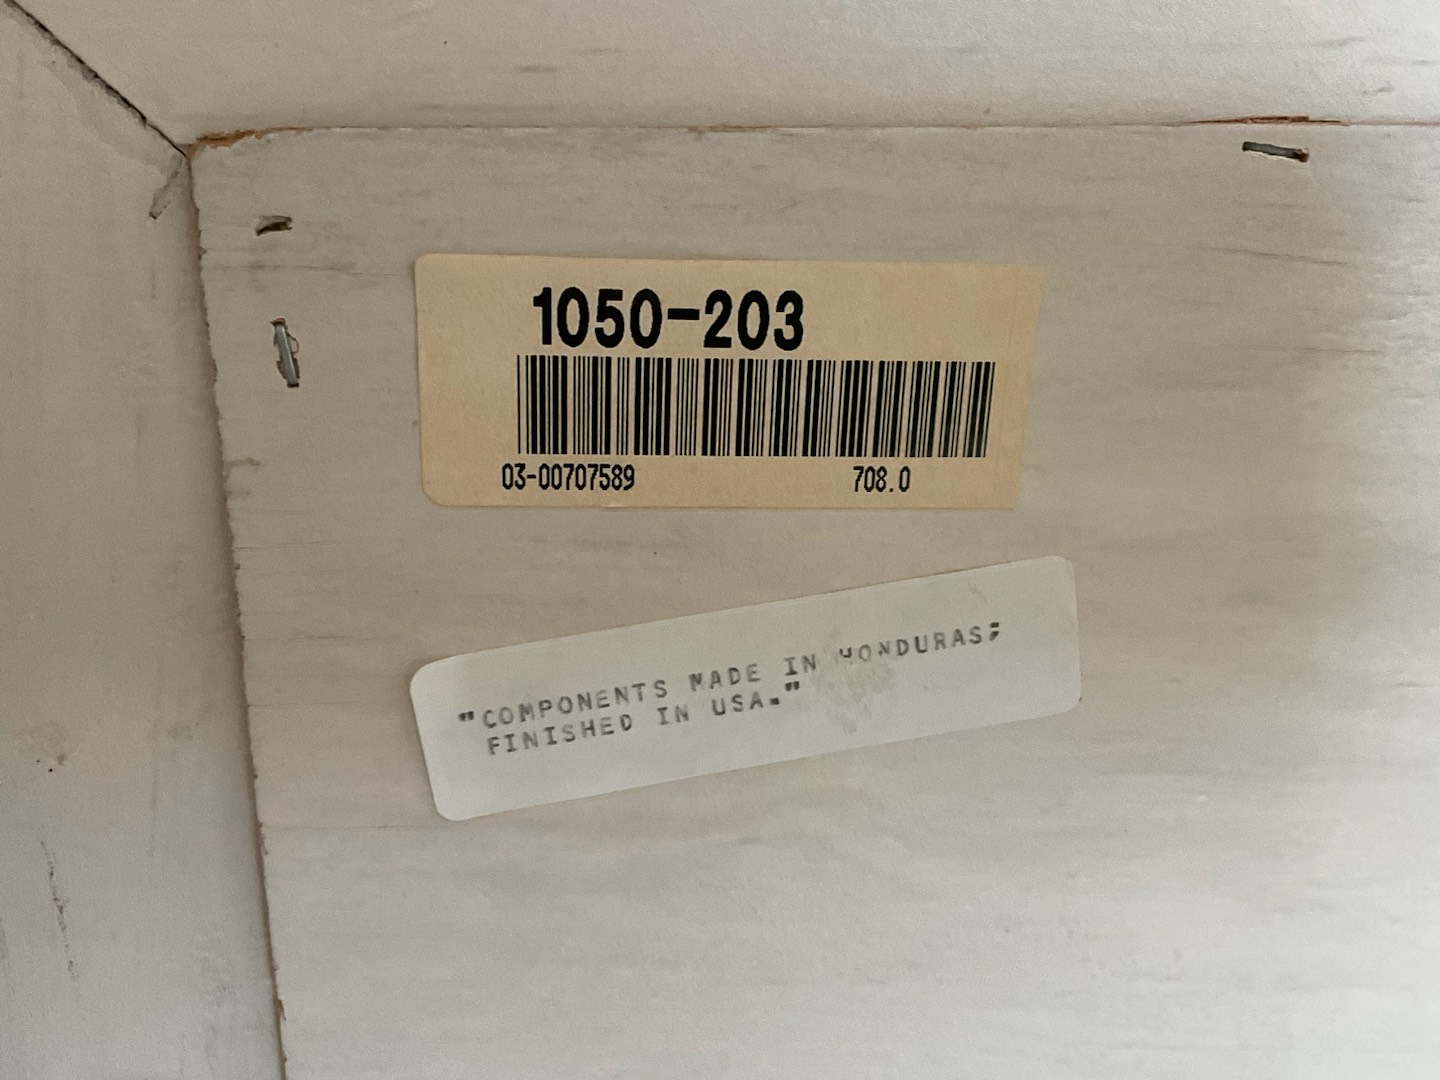 1050-203
03-00707589 708.0
"COMPONENTS MADE IN HONDURAS;
FINISHED IN USA."